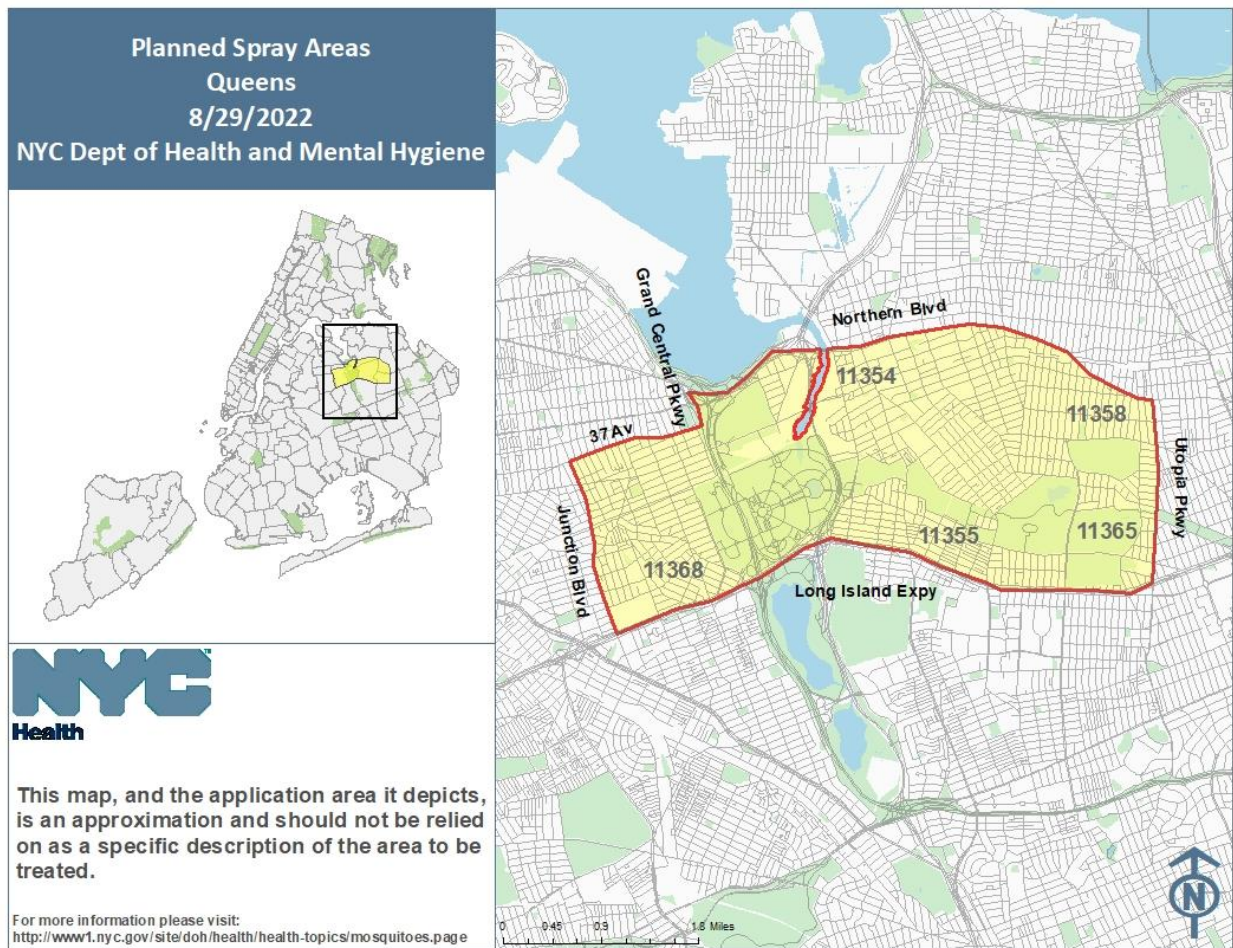 Planned Spray Areas
Queens
8/29/2022
NYC Dept of Health and Mental Hygiene
NYC
Health
This map, and the application area it depicts,
is an approximation and should not be relied
on as a specific description of the area to be
treated.
For more information please visit:
http://www1.nyc.gov/site/doh/health/health-topics/mosquitoes.page
Grand Central Pkwy
Northern Blvd
11354
37Av
11358
Utopia Pkwy
Junction Blvd
11355
11365
11368
Long Island Expy
0 0.45 0.9 1.8 Miles
N